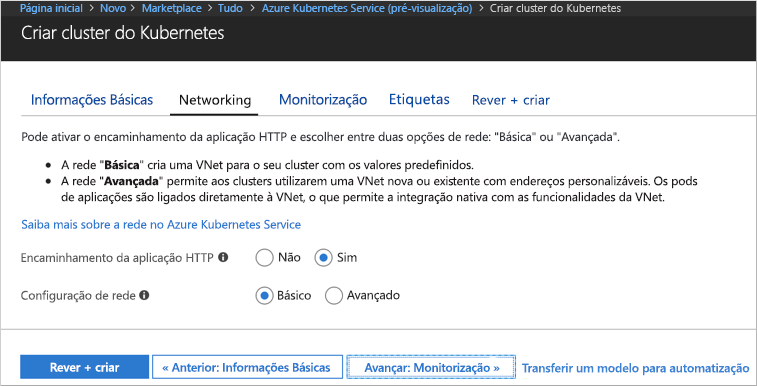 Página inicial > Novo > Marketplace > Tudo > Azure Kubernetes Service (pré-visualização) > Criar cluster do Kubernetes
Criar cluster do Kubernetes
Informações Básicas Networking Monitorização Etiquetas Rever + criar
Pode ativar o encaminhamento da aplicação HTTP e escolher entre duas opções de rede: "Básica" ou "Avançada".
• A rede "Básica" cria uma VNet para o seu cluster com os valores predefinidos.
• A rede "Avançada" permite aos clusters utilizarem uma VNet nova ou existente com endereços personalizáveis. Os pods
de aplicações são ligados diretamente à VNet, o que permite a integração nativa com as funcionalidades da VNet.
Saiba mais sobre a rede no Azure Kubernetes Service
Encaminhamento da aplicação HTTP Não Sim
Configuração de rede Básico Avançado
Rever + criar « Anterior: Informações Básicas Avançar: Monitorização » Transferir um modelo para automatização